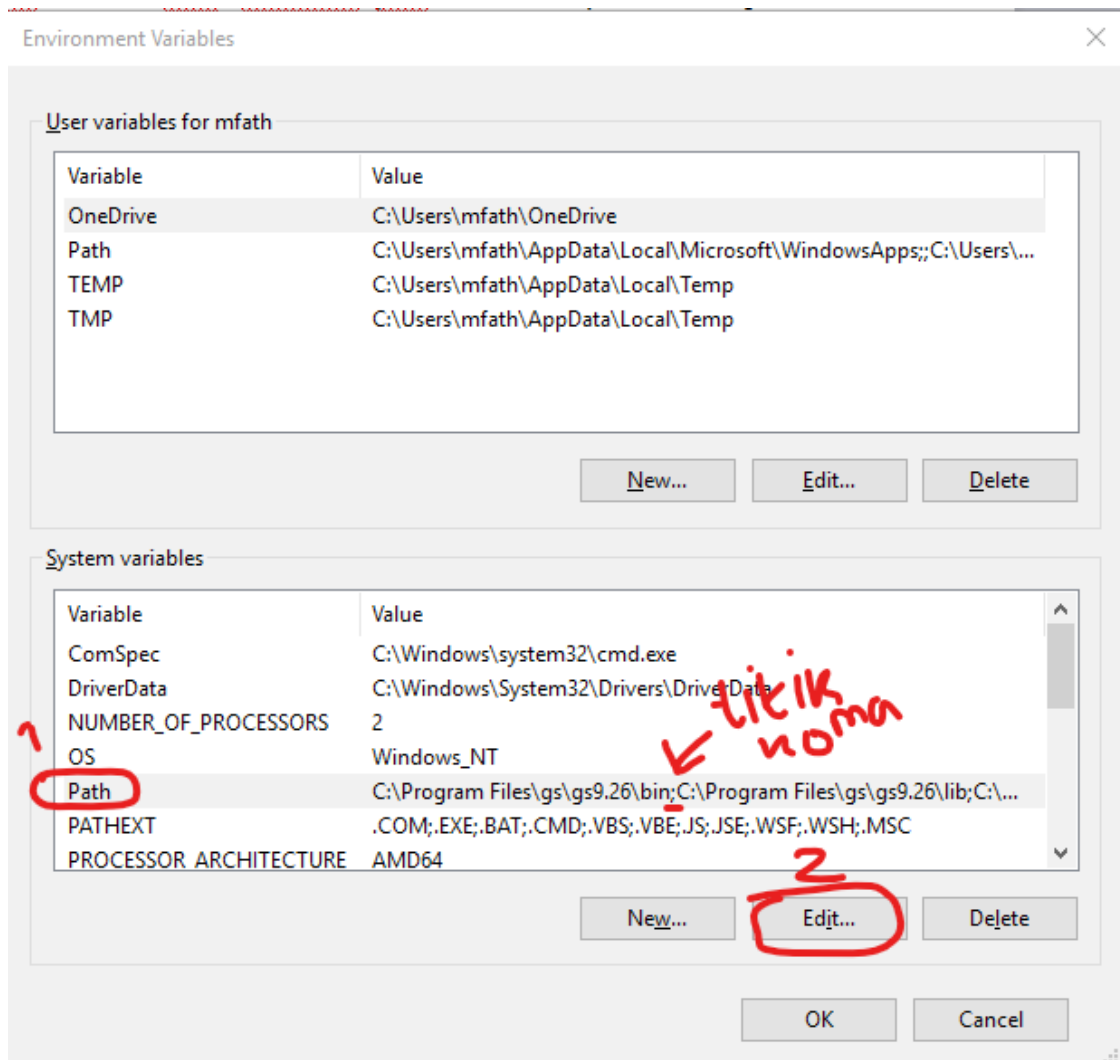 Environment Variables
User variables for mfath
Variable Value
OneDrive C:\Users\mfath\OneDrive
Path C:\Users\mfath\AppData\Local\Microsoft\WindowsApps;;C:\Users\...
TEMP C:\Users\mfath\AppData\Local\Temp
TMP C:\Users\mfath\AppData\Local\Temp
New... Edit... Delete
System variables
Variable Value
ComSpec C:\Windows\system32\cmd.exe
DriverData C:\Windows\System32\Drivers\DriverData
titik
NUMBER_OF_PROCESSORS 2
noma
1
OS Windows_NT
Path C:\Program Files\gs\gs9.26\bin;C:\Program Files\gs\gs9.26\lib;C:\...
PATHEXT .COM;.EXE;.BAT;.CMD;.VBS;.VBE;.JS;.JSE;.WSF;.WSH;.MSC
PROCESSOR_ARCHITECTURE AMD64
2
New... Edit... Delete
OK Cancel